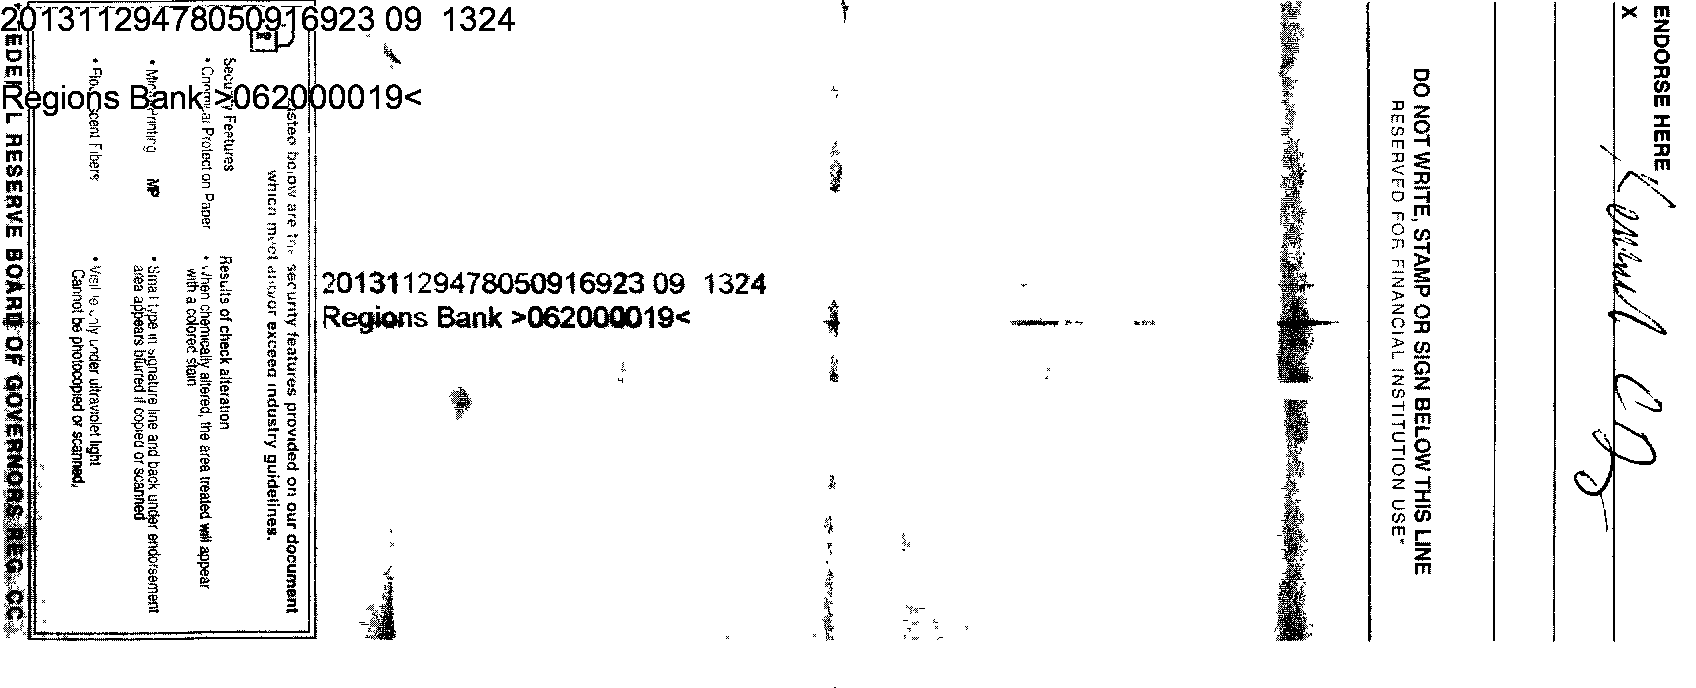 20131129478050916923 09 1324
Regions Bank >062000019<
20131129478050916923 09 1324
Regions Bank >062000019<
ENDORSE HERE
X
DO NOT WRITE, STAMP OR SIGN BELOW THIS LINE
RESERVED FOR FINANCIAL INSTITUTION USE*
below are the security features provided on our document
which meet and/or exceed industry guidelines.
Security Features
Results of check alteration
• Chemical Protection Paper
• When chemically altered, the area treated will appear
with a colored stain
• Microprinting MP
• Small type in signature line and back under endorsement
area appears blurred if copied or scanned
• Fluorescent Fibers
• Visible only under ultraviolet light
Cannot be photocopied or scanned,
FEDERAL RESERVE BOARD OF GOVERNORS REG. CC